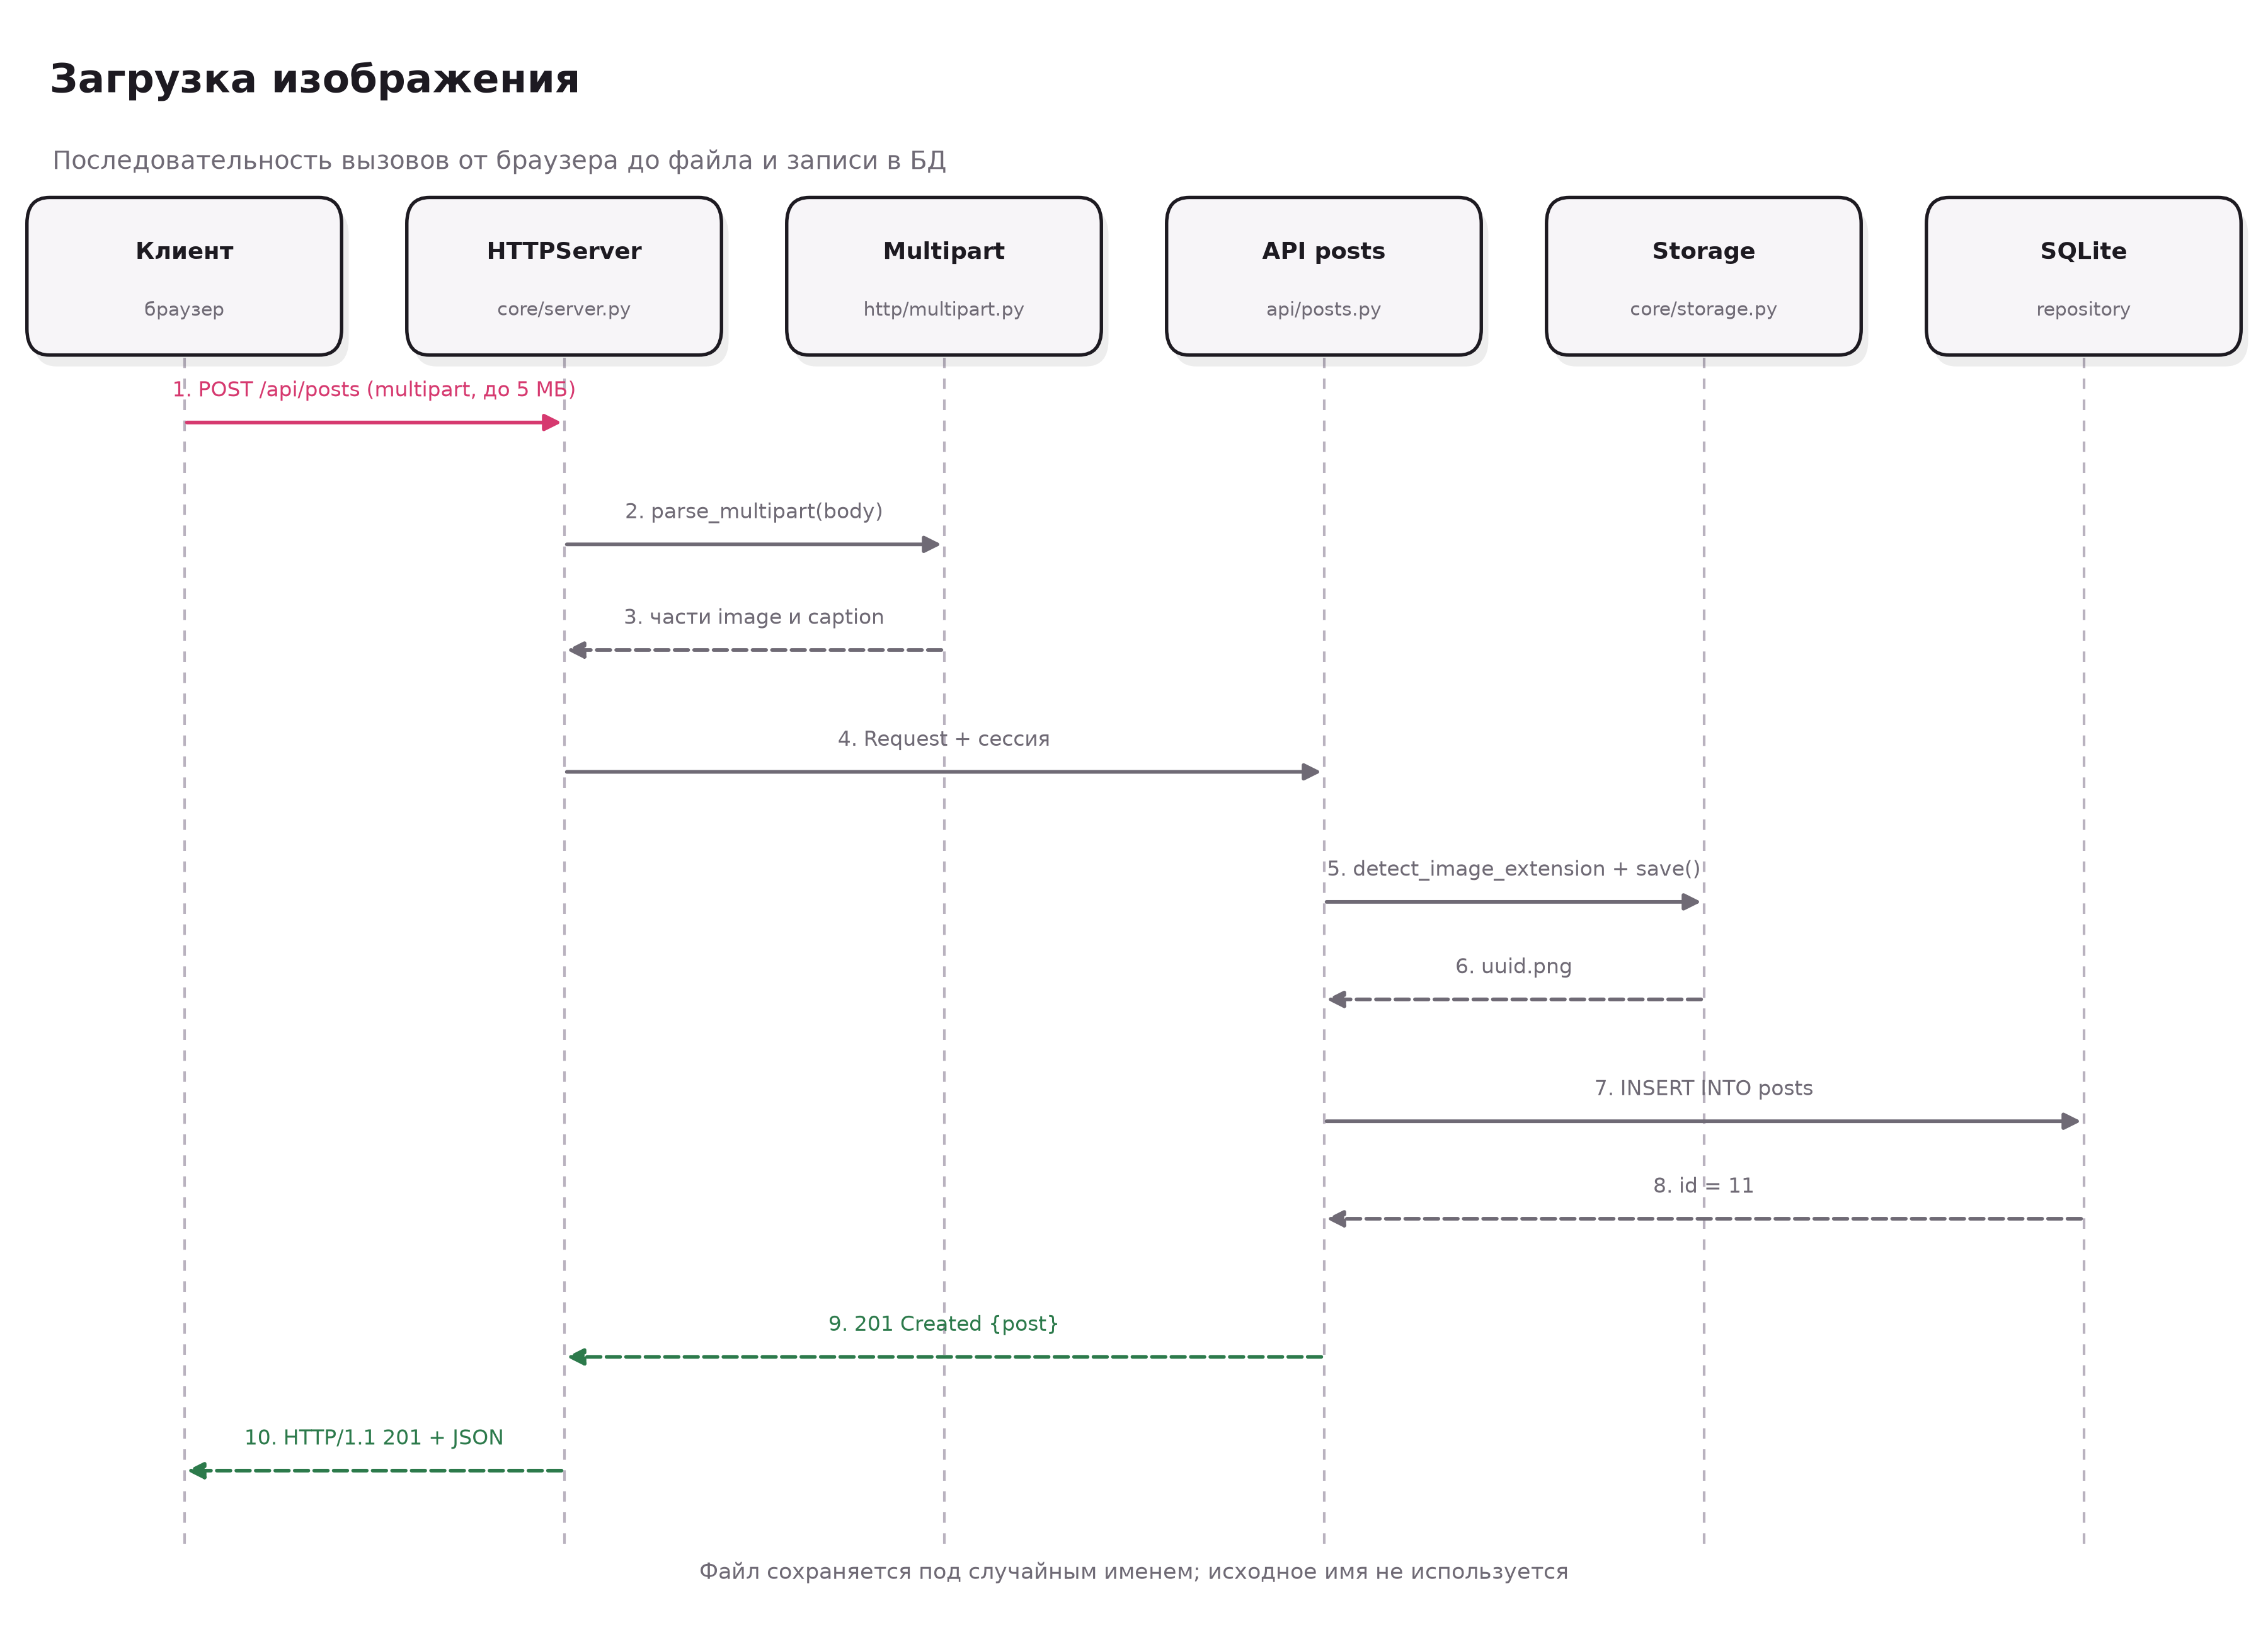 Загрузка изображения
Последовательность вызовов от браузера до файла и записи в БД
Клиент
браузер
HTTPServer
core/server.py
Multipart
http/multipart.py
API posts
api/posts.py
Storage
core/storage.py
SQLite
repository
1. POST /api/posts (multipart, до 5 МБ)
2. parse_multipart(body)
3. части image и caption
4. Request + сессия
5. detect_image_extension + save()
6. uuid.png
7. INSERT INTO posts
8. id = 11
9. 201 Created {post}
10. HTTP/1.1 201 + JSON
Файл сохраняется под случайным именем; исходное имя не используется